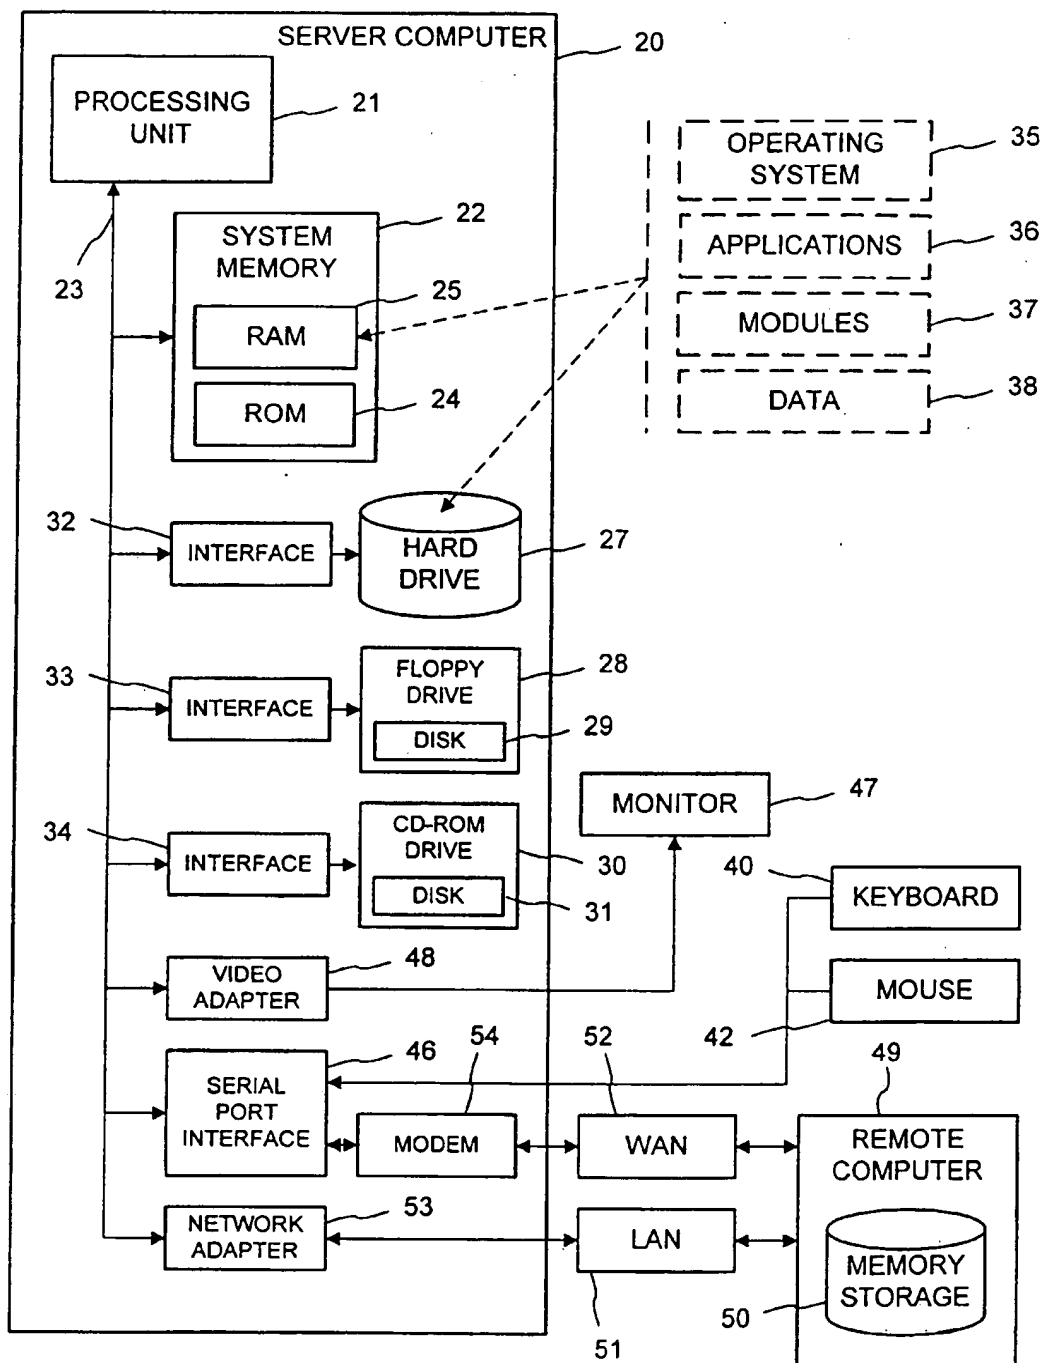 SERVER COMPUTER
20
PROCESSING
UNIT
21
23
SYSTEM
MEMORY
22
25
RAM
ROM
24
OPERATING
SYSTEM
35
APPLICATIONS
36
MODULES
37
DATA
38
32
INTERFACE
HARD
DRIVE
27
33
INTERFACE
FLOPPY
DRIVE
28
DISK
29
34
INTERFACE
CD-ROM
DRIVE
30
DISK
31
MONITOR
47
40
KEYBOARD
MOUSE
42
VIDEO
ADAPTER
48
46
SERIAL
PORT
INTERFACE
54
MODEM
52
WAN
49
REMOTE
COMPUTER
NETWORK
ADAPTER
53
LAN
51
MEMORY
STORAGE
50